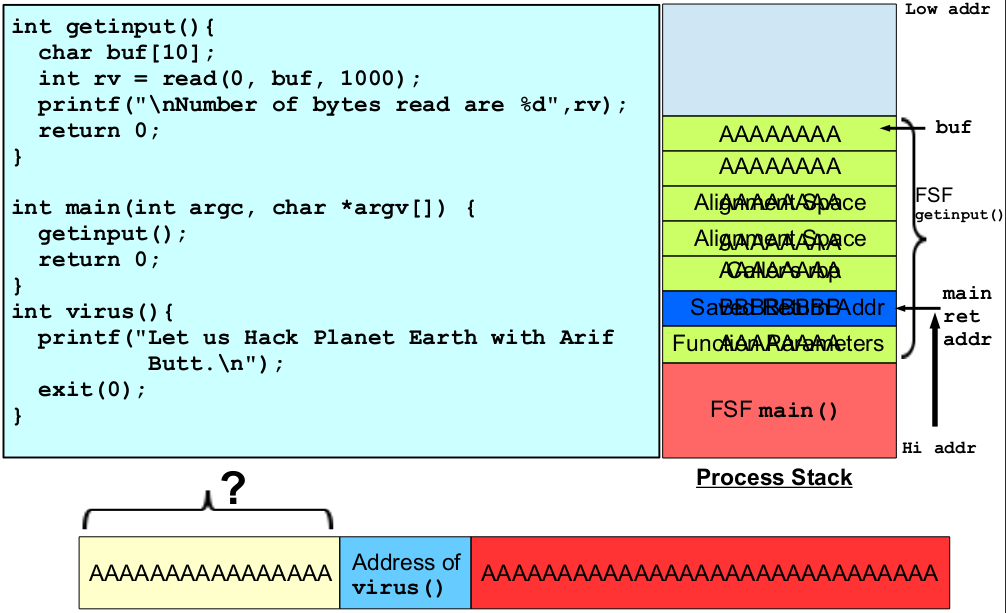 int getinput(){
char buf[10];
int rv = read(0, buf, 1000);
printf("\nNumber of bytes read are %d",rv);
return 0;
}
int main(int argc, char *argv[]) {
getinput();
return 0;
}
int virus(){
printf("Let us Hack Planet Earth with Arif
Butt.\n");
exit(0);
}
Low addr
AAAAAAAA
buf
AAAAAAAA
Alignment Space
AAAAAAAA
Alignment Space
AAAAAAAA
Caller's rbp
AAAAAAAA
Saved Return Addr
BBBBBBBB
Function Parameters
AAAAAAAA
FSF main()
FSF
getinput()
main
ret
addr
Hi addr
Process Stack
?
AAAAAAAAAAAAAAAA
Address of
virus()
AAAAAAAAAAAAAAAAAAAAAAAAAAAAAA